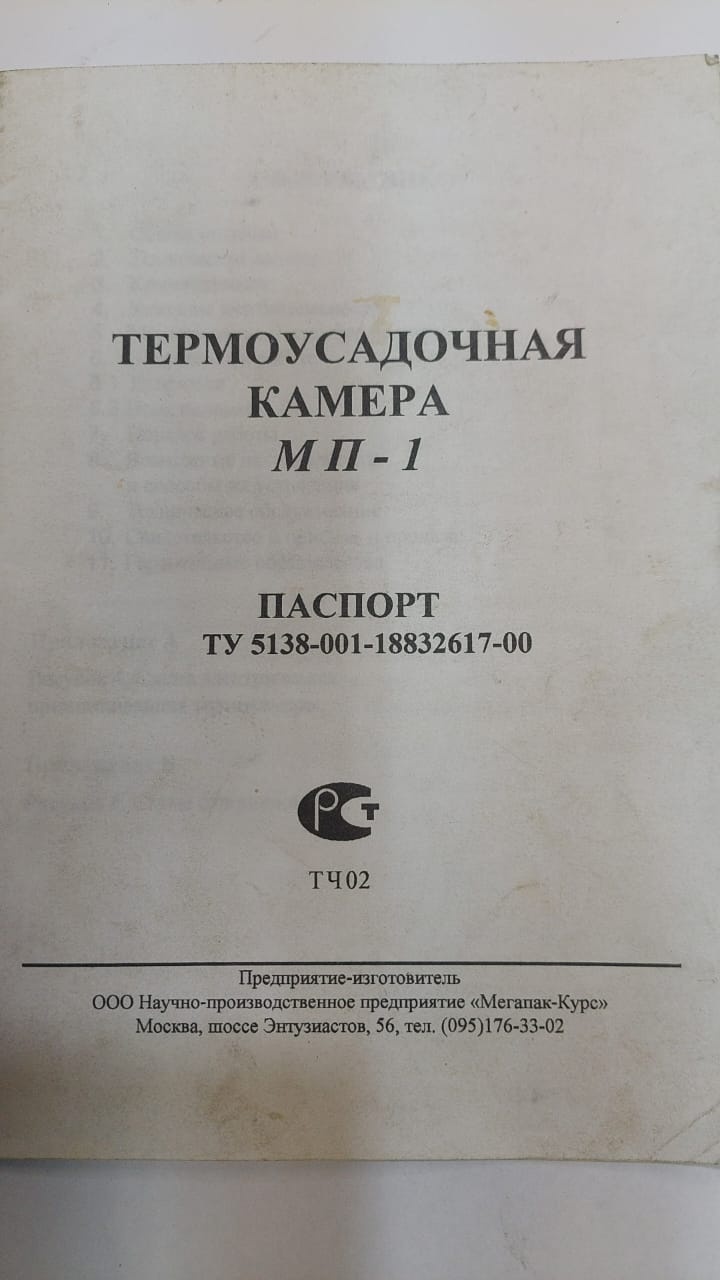 ТЕРМОУСАДОЧНАЯ
КАМЕРА
МП-1
ПАСПОРТ
ТУ 5138-001-18832617-00
РСТ
ТЧ02
Предприятие-изготовитель
ООО Научно-производственное предприятие «Мегапак-Курс»
Москва, шоссе Энтузиастов, 56, тел. (095)176-33-02